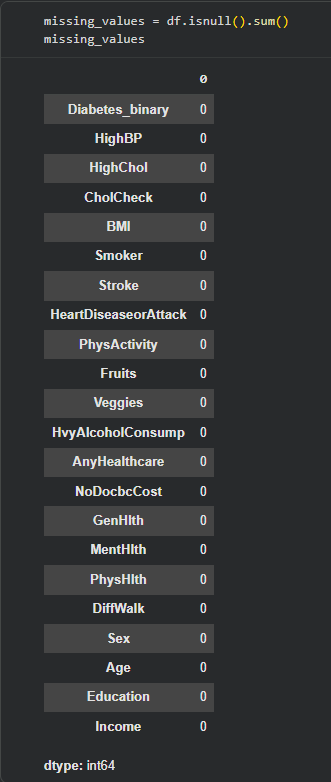 missing_values = df.isnull().sum()
missing_values
0
Diabetes_binary 0
HighBP 0
HighChol 0
CholCheck 0
BMI 0
Smoker 0
Stroke 0
HeartDiseaseorAttack 0
PhysActivity 0
Fruits 0
Veggies 0
HvyAlcoholConsump 0
AnyHealthcare 0
NoDocbcCost 0
GenHlth 0
MentHlth 0
PhysHlth 0
DiffWalk 0
Sex 0
Age 0
Education 0
Income 0
dtype: int64